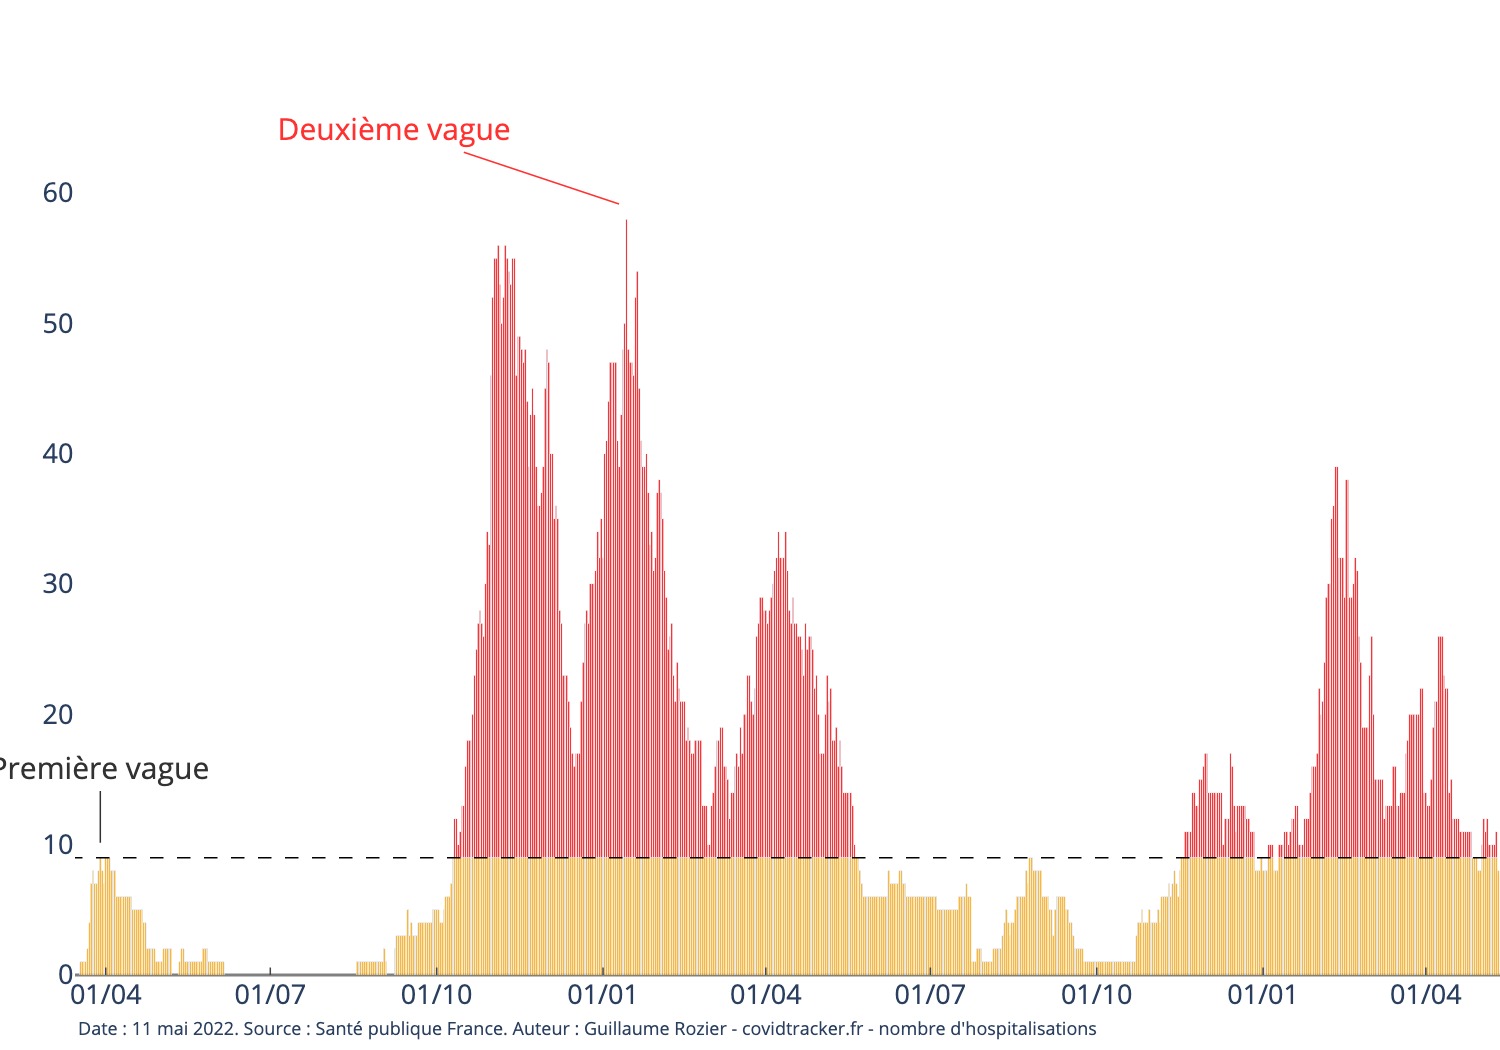 Deuxième vague
60
50
40
30
20
Première vague
10
0
01/04 01/07 01/10 01/01 01/04 01/07 01/10 01/01 01/04
Date : 11 mai 2022. Source : Santé publique France. Auteur : Guillaume Rozier - covidtracker.fr - nombre d'hospitalisations